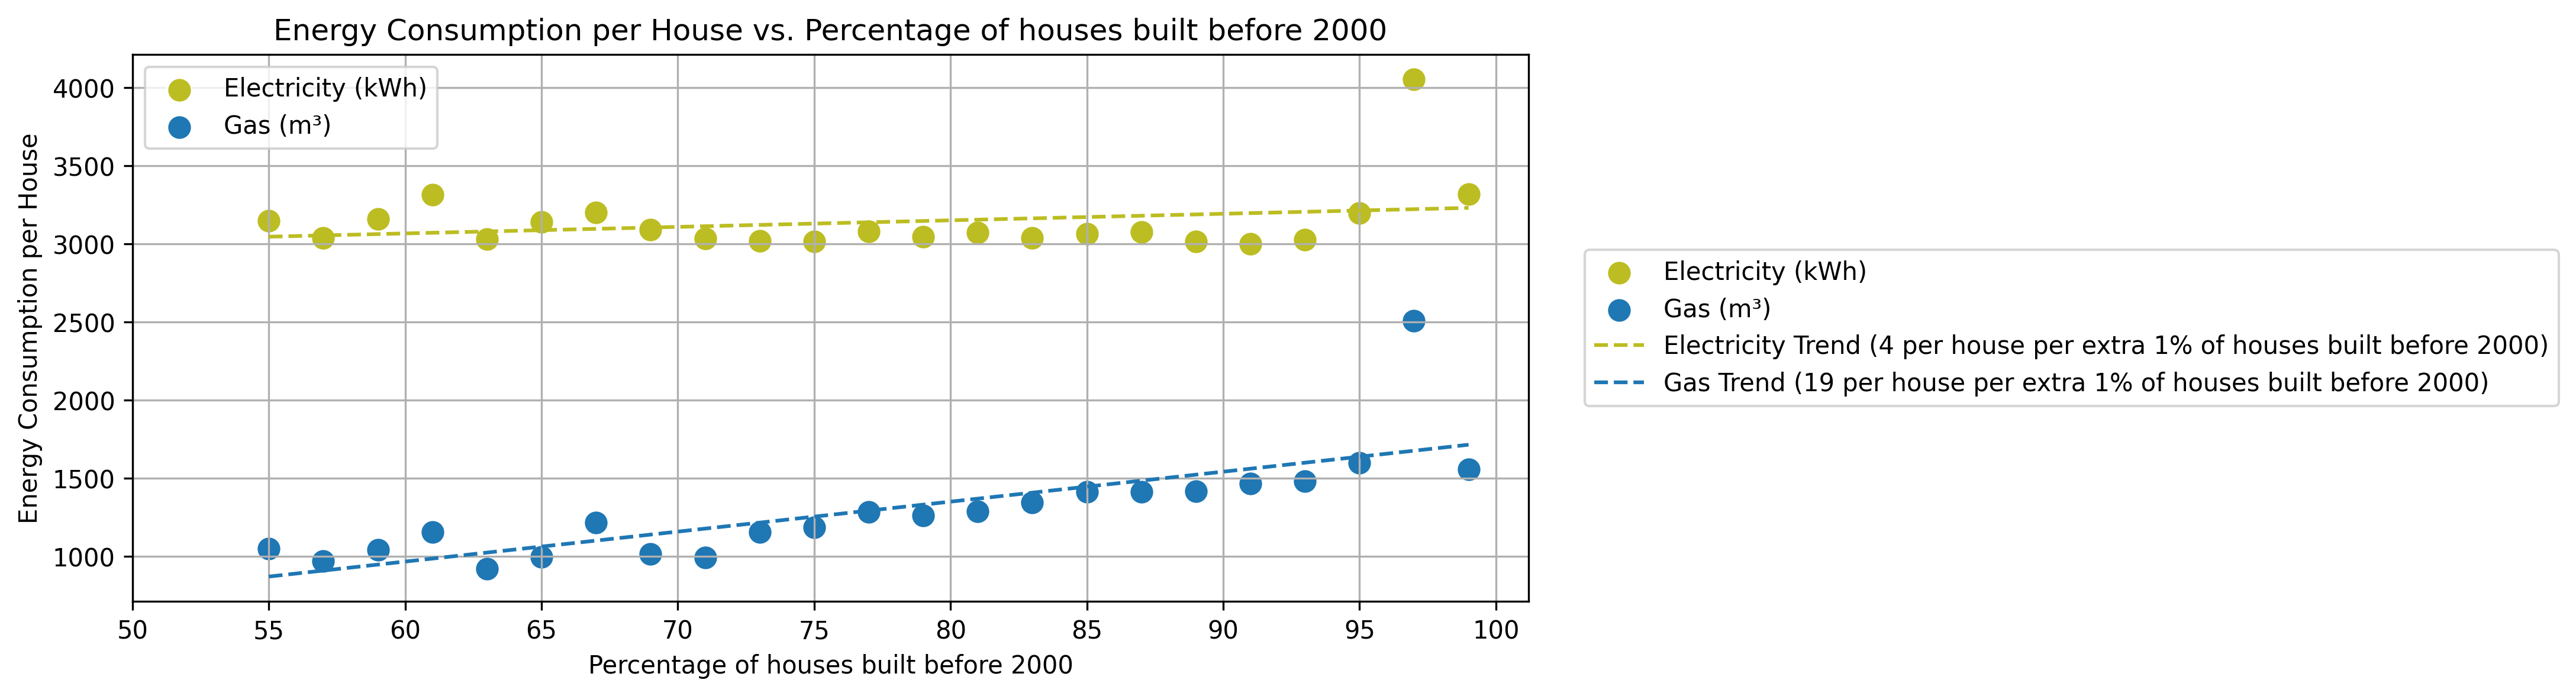 Energy Consumption per House vs. Percentage of houses built before 2000
Electricity (kWh)
Gas (m³)
Energy Consumption per House
4000
3500
3000
2500
2000
1500
1000
50 55 60 65 70 75 80 85 90 95 100
Percentage of houses built before 2000
Electricity (kWh)
Gas (m³)
Electricity Trend (4 per house per extra 1% of houses built before 2000)
Gas Trend (19 per house per extra 1% of houses built before 2000)